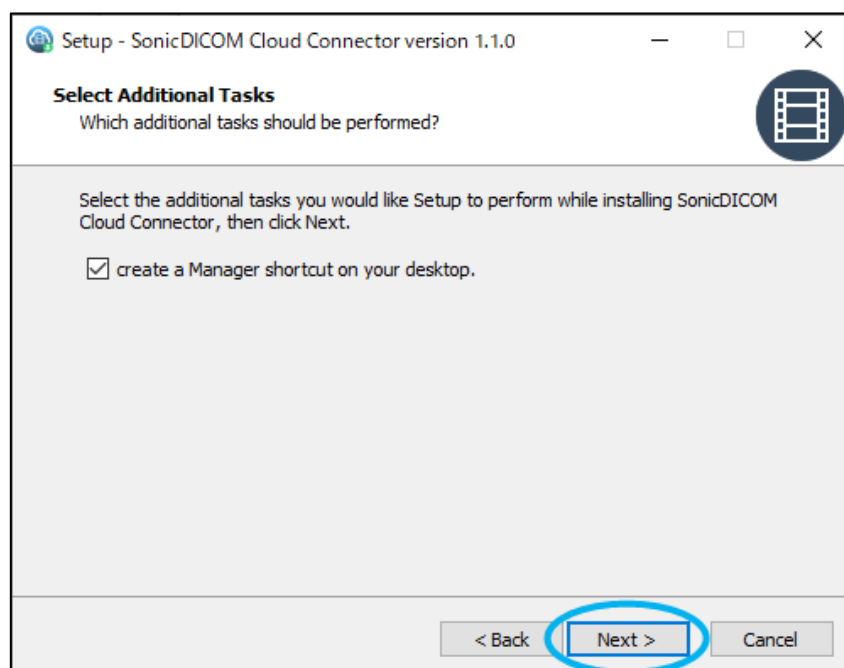 Setup - SonicDICOM Cloud Connector version 1.1.0
Select Additional Tasks
Which additional tasks should be performed?
Select the additional tasks you would like Setup to perform while installing SonicDICOM
Cloud Connector, then click Next.
create a Manager shortcut on your desktop.
< Back
Next >
Cancel